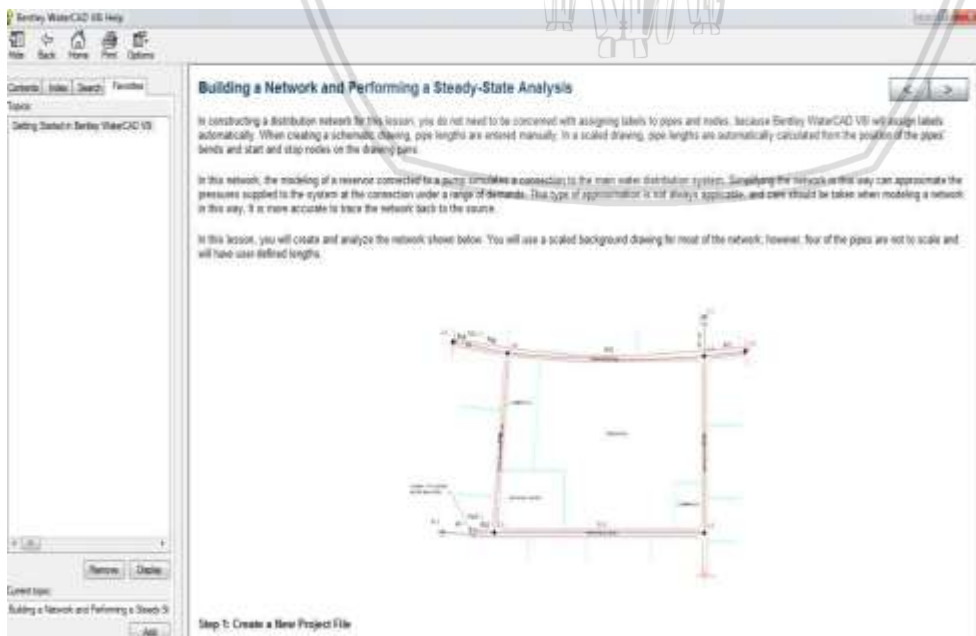 Bentley WaterCAD V8i Help
Hide Back Home Print Options
Contents Index Search Favorites
Topics:
Getting Started in Bentley WaterCAD V8i
Remove Display
Current topic:
Building a Network and Performing a Steady-St
Add
Building a Network and Performing a Steady-State Analysis
< >
In constructing a distribution network for this lesson, you do not need to be concerned with assigning labels to pipes and nodes, because Bentley WaterCAD V8i will assign labels
automatically. When creating a schematic drawing, pipe lengths are entered manually. In a scaled drawing, pipe lengths are automatically calculated from the position of the pipes'
bends and start and stop nodes on the drawing pane.
In this network, the modeling of a reservoir connected to a pump simulates a connection to the main water distribution system. Simplifying the network in this way can approximate the
pressures supplied to the system at the connection under a range of demands. This type of approximation is not always applicable, and care should be taken when modeling a network
in this way. It is more accurate to trace the network back to the source.
In this lesson, you will create and analyze the network shown below. You will use a scaled background drawing for most of the network; however, four of the pipes are not to scale and
will have user-defined lengths.
Step 1: Create a New Project File